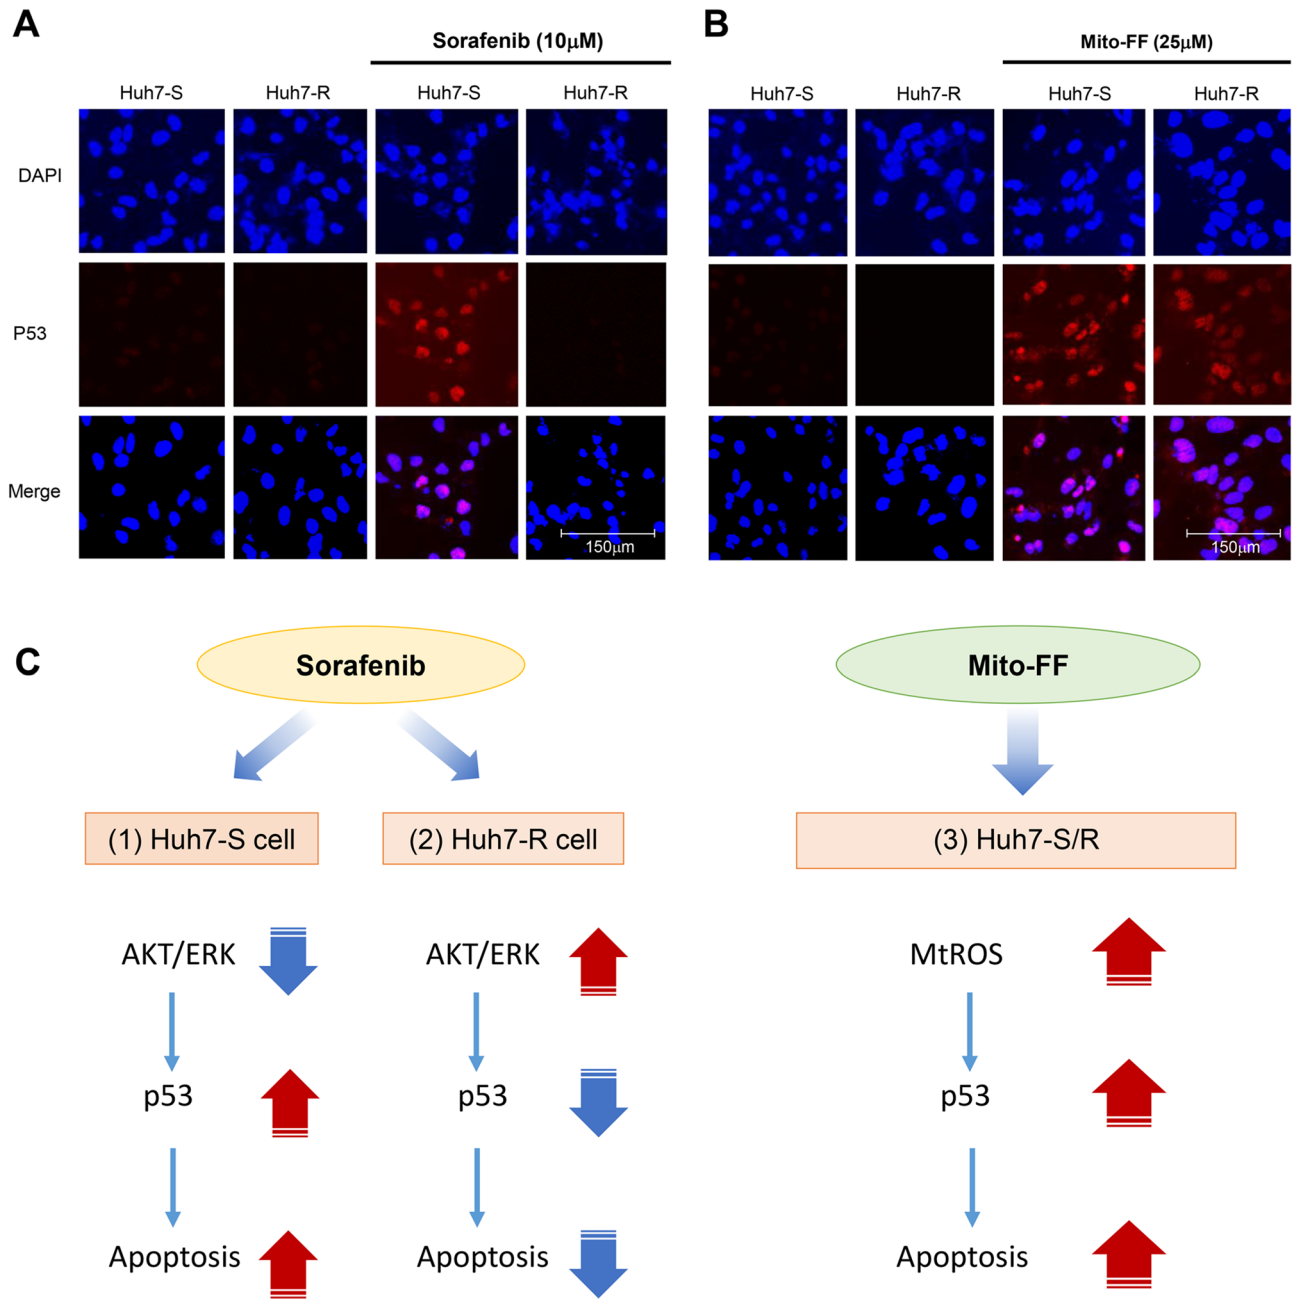 A
Sorafenib (10μM)
Huh7-S Huh7-R Huh7-S Huh7-R
DAPI
P53
Merge
150μm
B
Mito-FF (25μM)
Huh7-S Huh7-R Huh7-S Huh7-R
150μm
C
Sorafenib
(1) Huh7-S cell
(2) Huh7-R cell
AKT/ERK
AKT/ERK
p53
p53
Apoptosis
Apoptosis
Mito-FF
(3) Huh7-S/R
MtROS
p53
Apoptosis